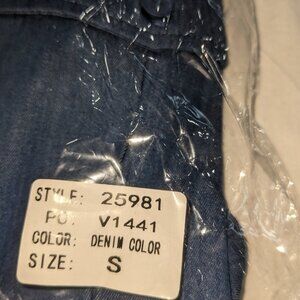 STYLE: 25981
PO: V1441
COLOR: DENIM COLOR
SIZE: S